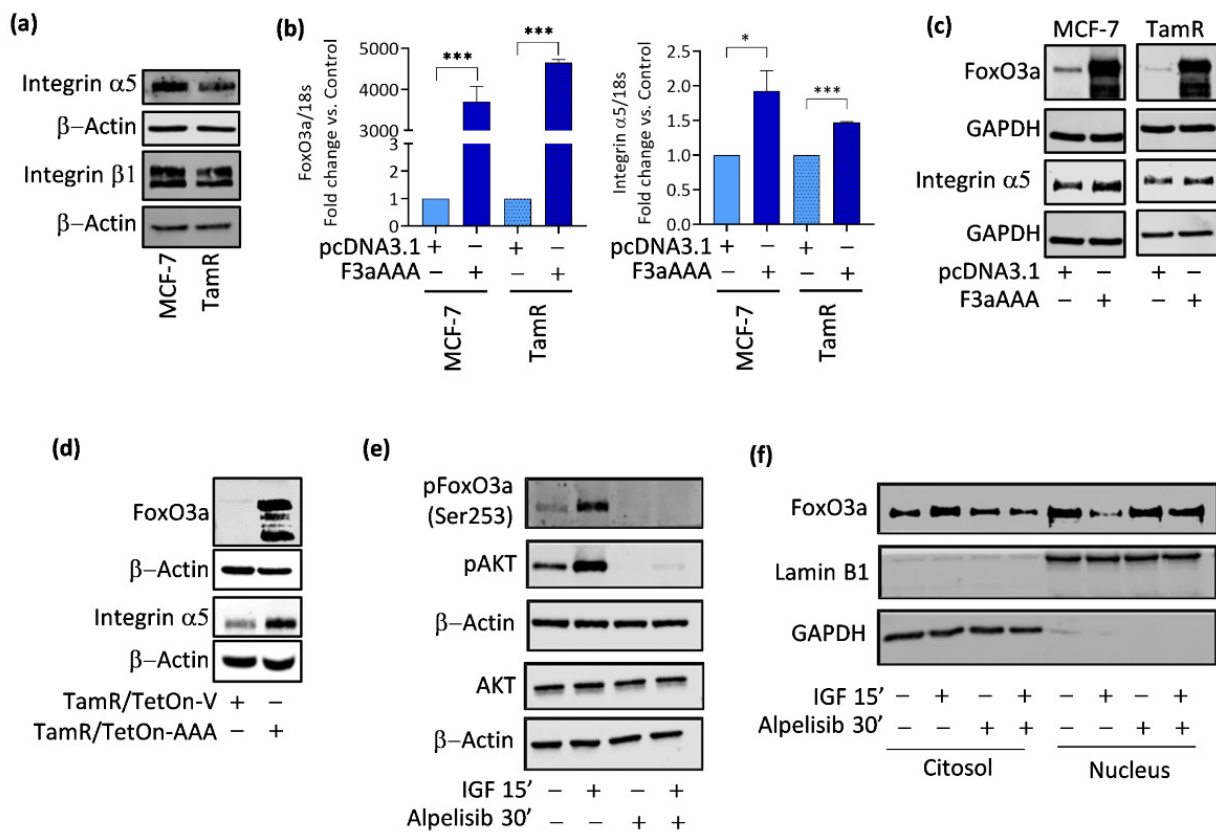 (a)
Integrin α5
β–Actin
Integrin β1
β–Actin
MCF-7
TamR
(b)
FoxO3a/18s
Fold change vs. Control
5000
4000
3000
4
3
2
1
0
***
***
pcDNA3.1 + – + –
F3aAAA – + – +
MCF-7
TamR
Integrin α5/18s
Fold change vs. Control
2.5
2.0
1.5
1.0
0.5
0.0
*
***
pcDNA3.1 + – + –
F3aAAA – + – +
MCF-7
TamR
(c)
MCF-7 TamR
FoxO3a
GAPDH
Integrin α5
GAPDH
pcDNA3.1 + – + –
F3aAAA – + – +
(d)
FoxO3a
β–Actin
Integrin α5
β–Actin
TamR/TetOn-V + –
TamR/TetOn-AAA – +
(e)
pFoxO3a
(Ser253)
pAKT
β–Actin
AKT
β–Actin
IGF 15’ – + – +
Alpelisib 30’ – – + +
(f)
FoxO3a
Lamin B1
GAPDH
IGF 15’ – + – + – + – +
Alpelisib 30’ – – + + – – + +
Citosol Nucleus